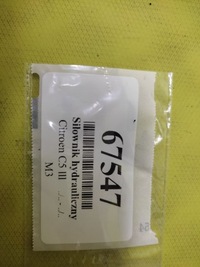 67547
Siłownik hydrauliczny
Citroen C5 III
M3